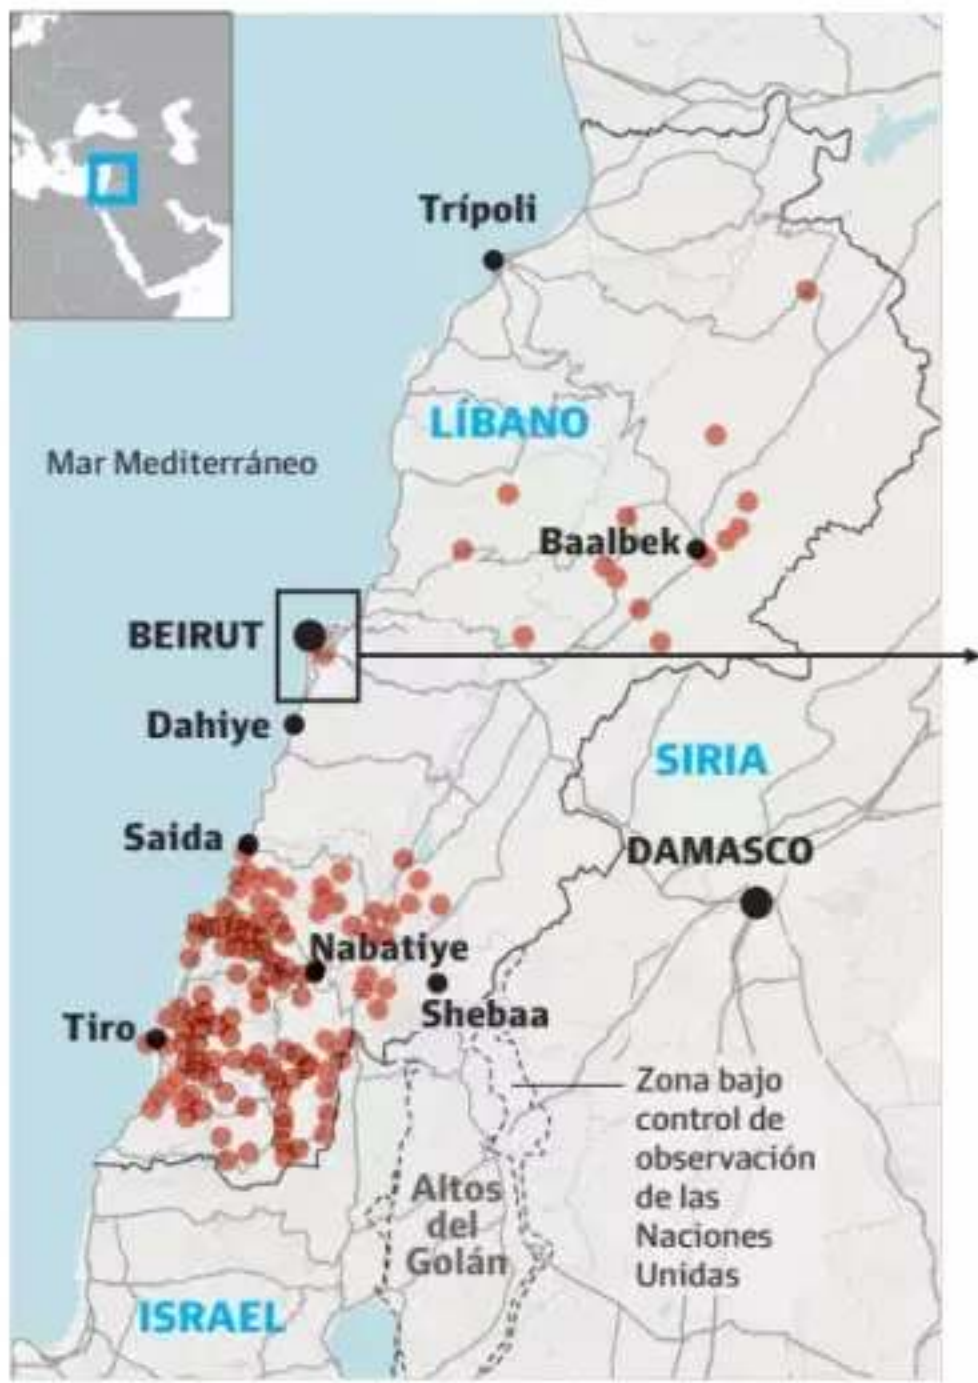 Trípoli
LÍBANO
Mar Mediterráneo
Baalbek
BEIRUT
Dahiye
SIRIA
Saida
DAMASCO
Nabatiye
Shebaa
Tiro
Zona bajo
control de
observación
de las
Naciones
Unidas
Altos
del
Golán
ISRAEL